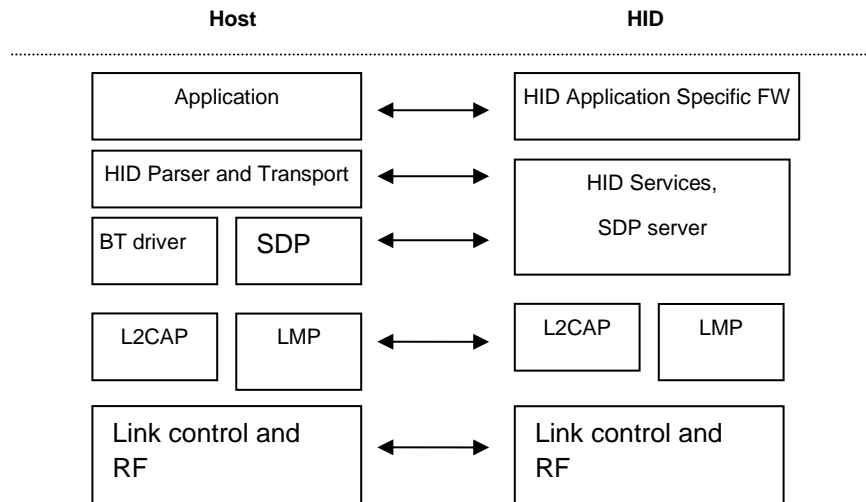 Host
HID
Application
HID Application Specific FW
HID Parser and Transport
HID Services,
SDP server
BT driver
SDP
L2CAP
LMP
L2CAP
LMP
Link control and
RF
Link control and
RF